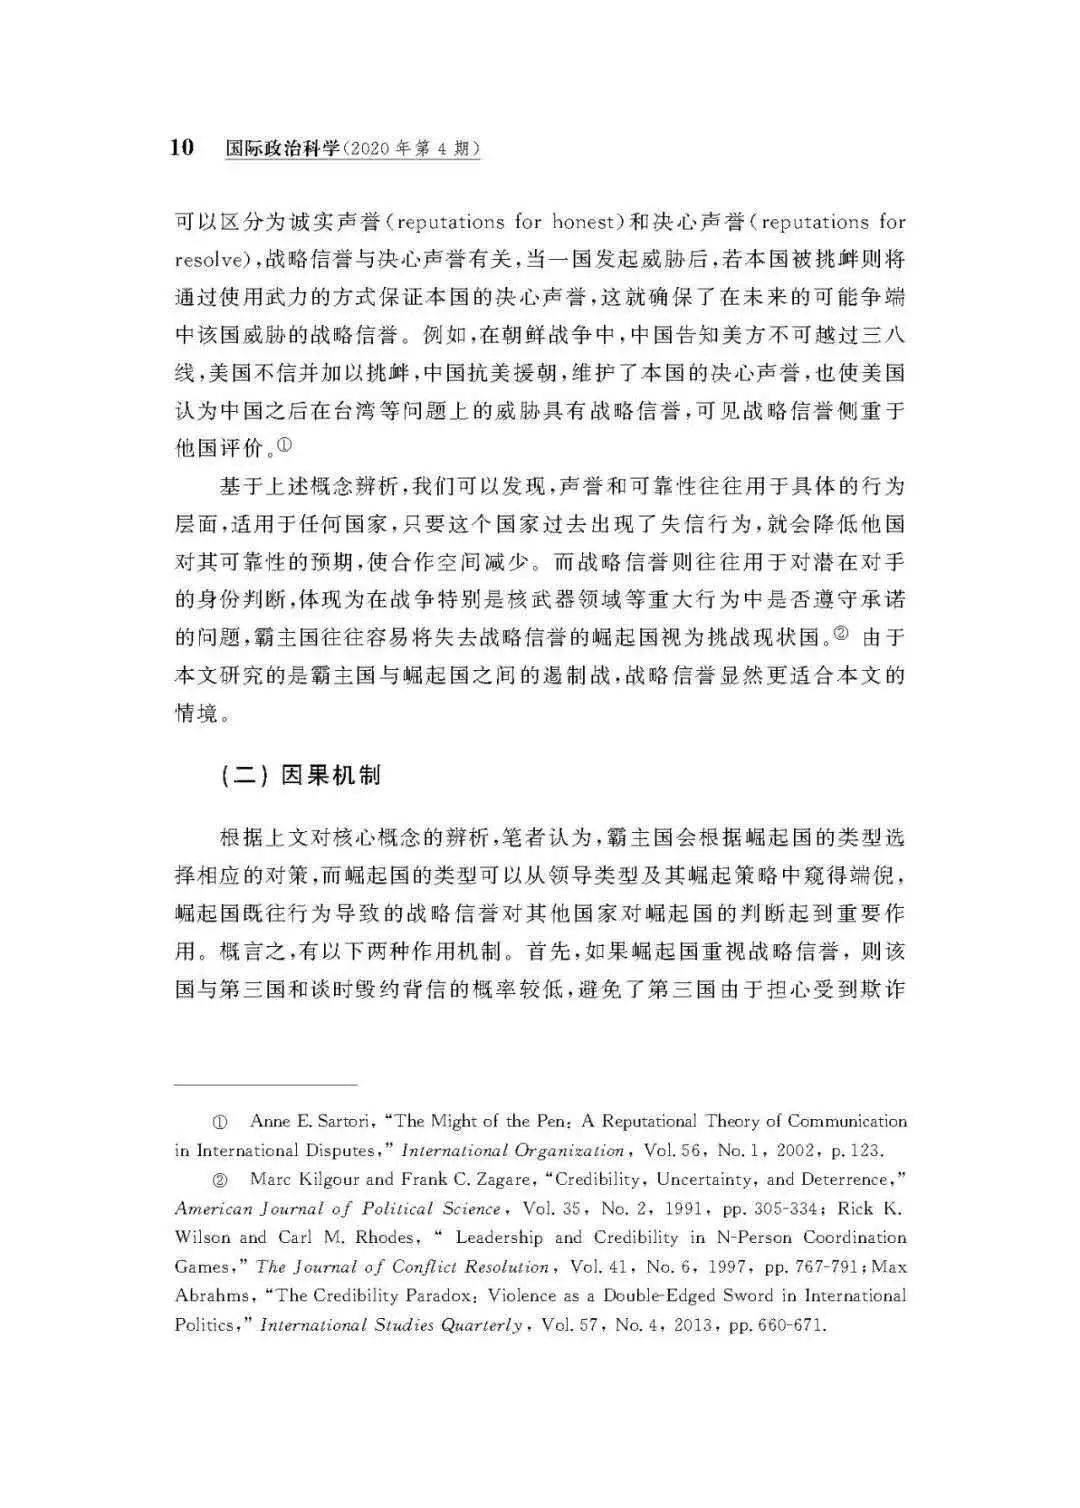 10 国际政治科学(2020 年第 4 期)
可以区分为诚实声誉(reputations for honest)和决心声誉(reputations for
resolve),战略信誉与决心声誉有关,当一国发起威胁后,若本国被挑衅则将
通过使用武力的方式保证本国的决心声誉,这就确保了在未来的可能争端
中该国威胁的战略信誉。例如,在朝鲜战争中,中国告知美方不可越过三八
线,美国不信并加以挑衅,中国抗美援朝,维护了本国的决心声誉,也使美国
认为中国之后在台湾等问题上的威胁具有战略信誉,可见战略信誉侧重于
他国评价。①
基于上述概念辨析,我们可以发现,声誉和可靠性往往用于具体的行为
层面,适用于任何国家,只要这个国家过去出现了失信行为,就会降低他国
对其可靠性的预期,使合作空间减少。而战略信誉则往往用于对潜在对手
的身份判断,体现为在战争特别是核武器领域等重大行为中是否遵守承诺
的问题,霸主国往往容易将失去战略信誉的崛起国视为挑战现状国。② 由于
本文研究的是霸主国与崛起国之间的遏制战,战略信誉显然更适合本文的
情境。
(二) 因果机制
根据上文对核心概念的辨析,笔者认为,霸主国会根据崛起国的类型选
择相应的对策,而崛起国的类型可以从领导类型及其崛起策略中窥得端倪,
崛起国既往行为导致的战略信誉对其他国家对崛起国的判断起到重要作
用。概言之,有以下两种作用机制。首先,如果崛起国重视战略信誉, 则该
国与第三国和谈时毁约背信的概率较低,避免了第三国由于担心受到欺诈
① Anne E. Sartori, “The Might of the Pen: A Reputational Theory of Communication
in International Disputes,” International Organization, Vol. 56, No. 1, 2002, p. 123.
② Marc Kilgour and Frank C. Zagare, “Credibility, Uncertainty, and Deterrence,”
American Journal of Political Science, Vol. 35, No. 2, 1991, pp. 305-334; Rick K.
Wilson and Carl M. Rhodes, “ Leadership and Credibility in N-Person Coordination
Games,” The Journal of Conflict Resolution, Vol. 41, No. 6, 1997, pp. 767-791; Max
Abrahms, “The Credibility Paradox: Violence as a Double-Edged Sword in International
Politics,” International Studies Quarterly, Vol. 57, No. 4, 2013, pp. 660-671.